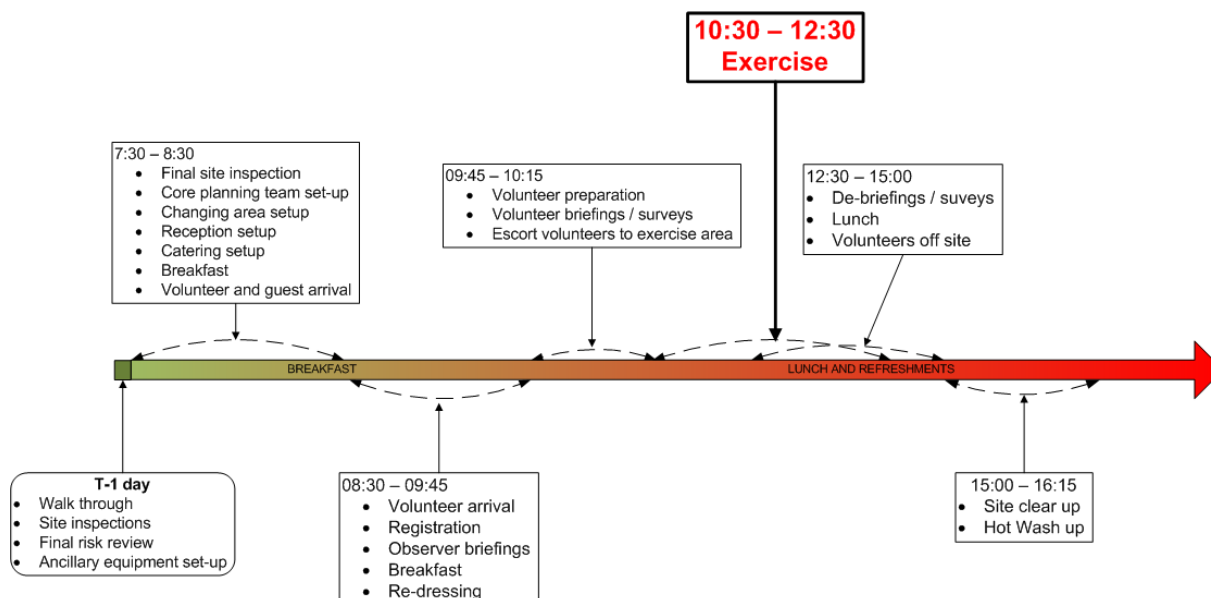 10:30 – 12:30
Exercise
7:30 – 8:30
• Final site inspection
• Core planning team set-up
• Changing area setup
• Reception setup
• Catering setup
• Breakfast
• Volunteer and guest arrival
09:45 – 10:15
• Volunteer preparation
• Volunteer briefings / surveys
• Escort volunteers to exercise area
12:30 – 15:00
• De-briefings / suveys
• Lunch
• Volunteers off site
BREAKFAST
LUNCH AND REFRESHMENTS
T-1 day
• Walk through
• Site inspections
• Final risk review
• Ancillary equipment set-up
08:30 – 09:45
• Volunteer arrival
• Registration
• Observer briefings
• Breakfast
• Re-dressing
15:00 – 16:15
• Site clear up
• Hot Wash up